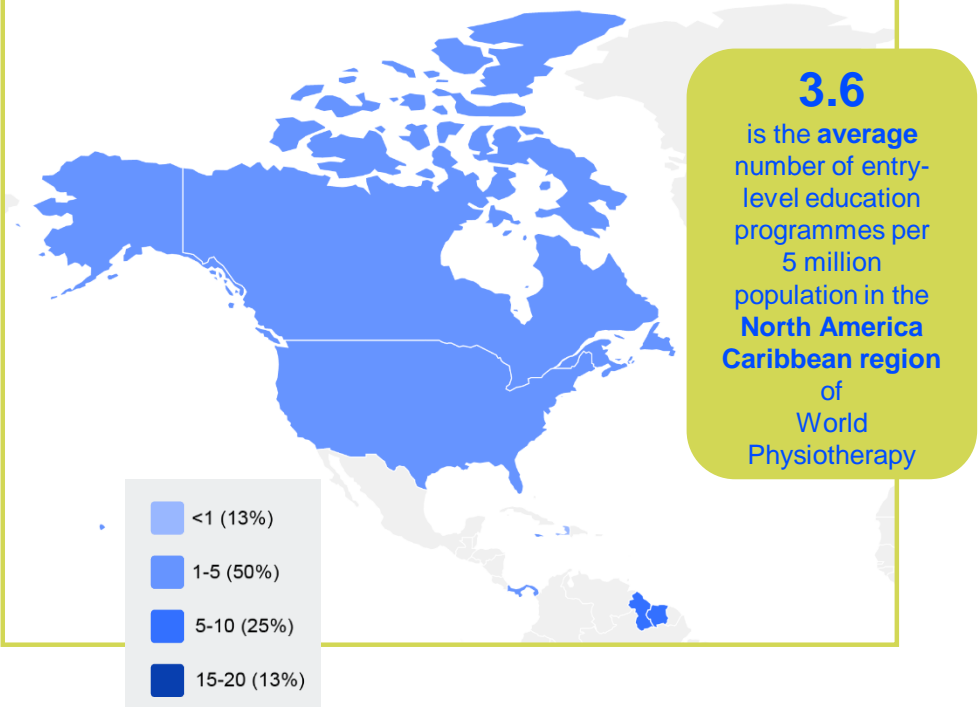 3.6
is the average
number of entry-
level education
programmes per
5 million
population in the
North America
Caribbean region
of
World
Physiotherapy
<1 (13%)
1-5 (50%)
5-10 (25%)
15-20 (13%)